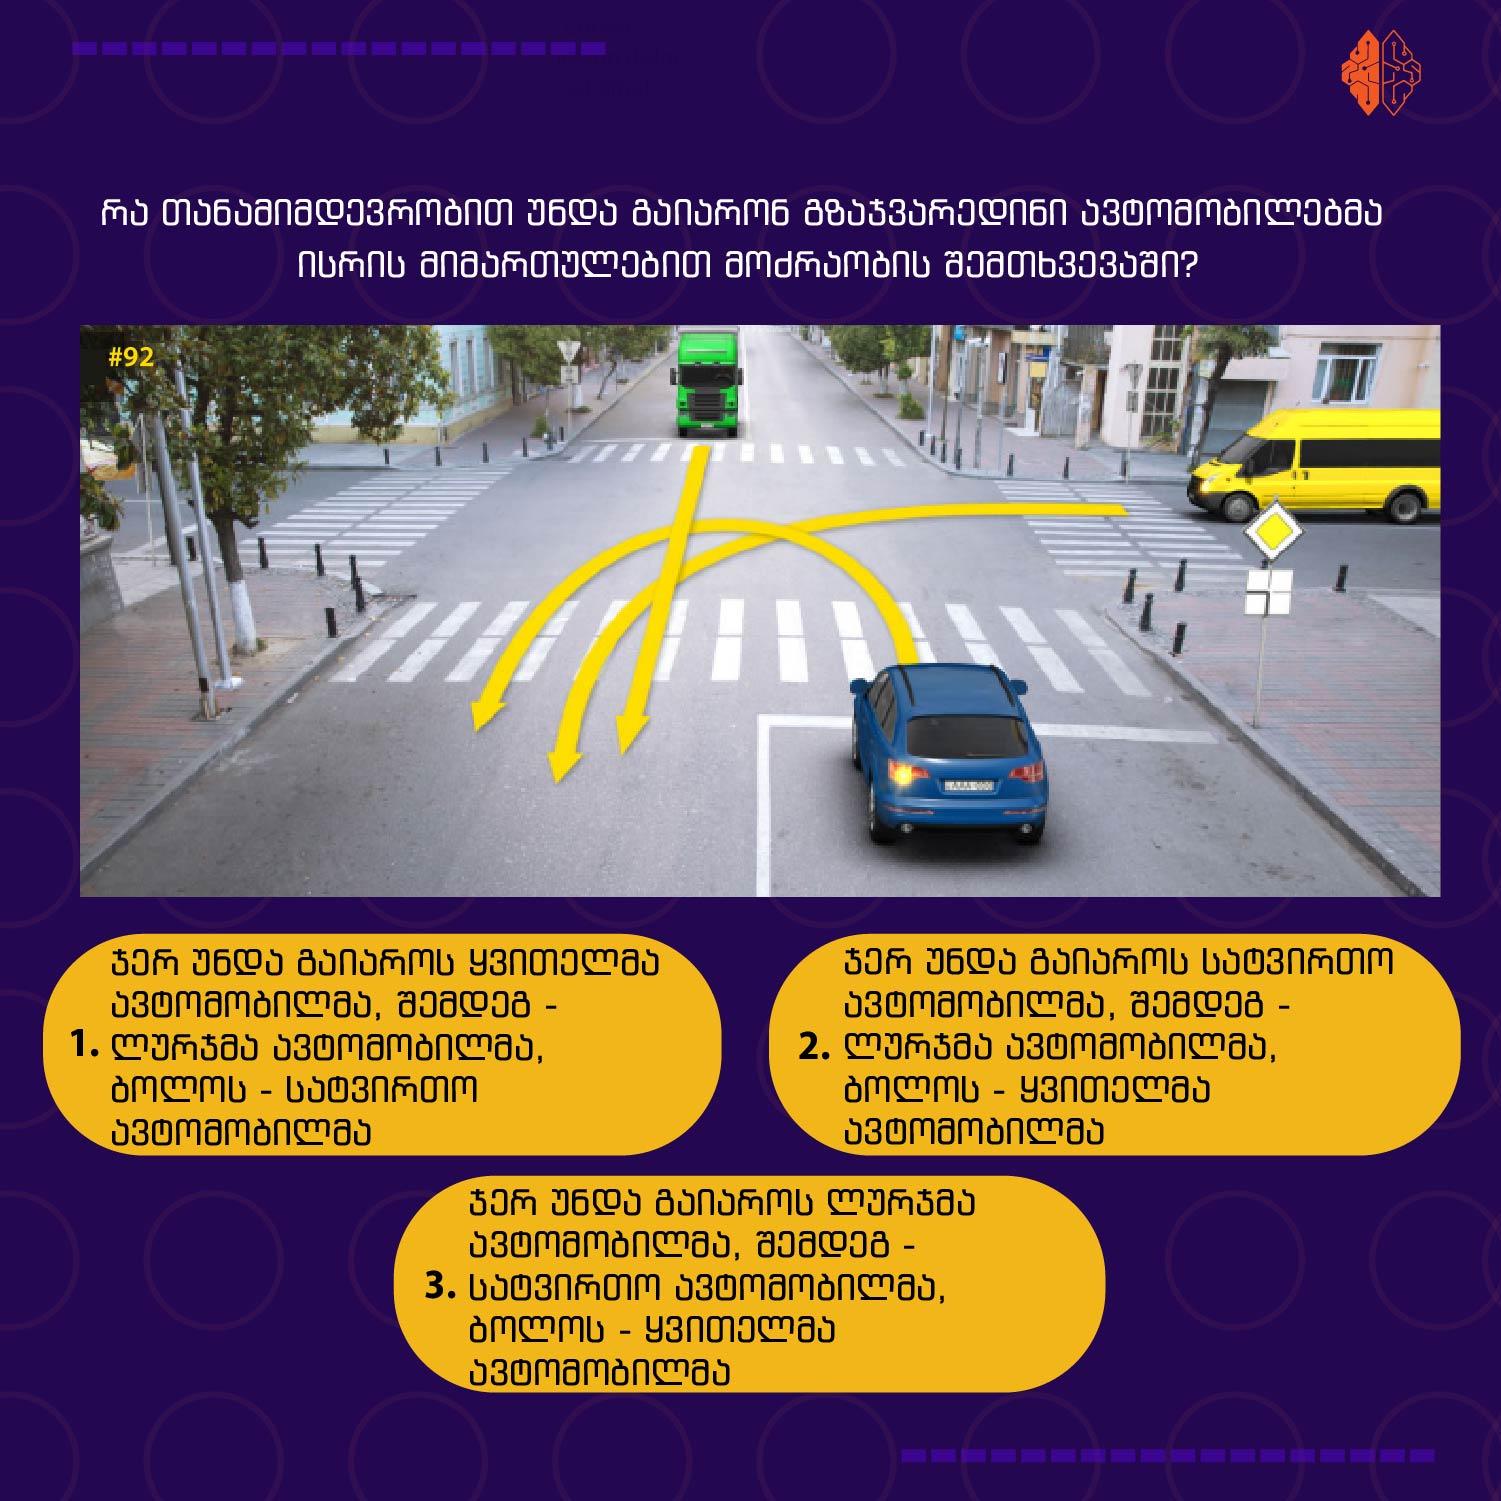 რა თანამიმდევრობით უნდა გაიარონ გზაჯვარედინი ავტომობილებმა
ისრის მიმართულებით მოძრაობის შემთხვევაში?
#92
AAA-000
ჯერ უნდა გაიაროს ყვითელმა
ავტომობილმა, შემდეგ -
1. ლურჯმა ავტომობილმა,
ბოლოს - სატვირთო
ავტომობილმა
ჯერ უნდა გაიაროს სატვირთო
ავტომობილმა, შემდეგ -
2. ლურჯმა ავტომობილმა,
ბოლოს - ყვითელმა
ავტომობილმა
ჯერ უნდა გაიაროს ლურჯმა
ავტომობილმა, შემდეგ -
3. სატვირთო ავტომობილმა,
ბოლოს - ყვითელმა
ავტომობილმა